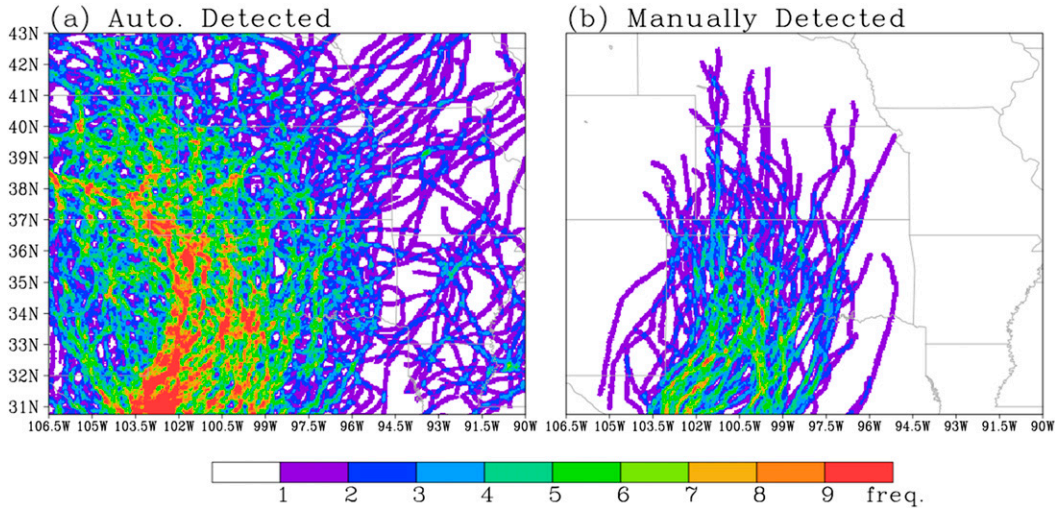 (a) Auto. Detected
(b) Manually Detected
43N
42N
41N
40N
39N
38N
37N
36N
35N
34N
33N
32N
31N
106.5W 105W 103.5W 102W 100.5W 99W 97.5W 96W 94.5W 93W 91.5W 90W
106.5W 105W 103.5W 102W 100.5W 99W 97.5W 96W 94.5W 93W 91.5W 90W
1 2 3 4 5 6 7 8 9 freq.